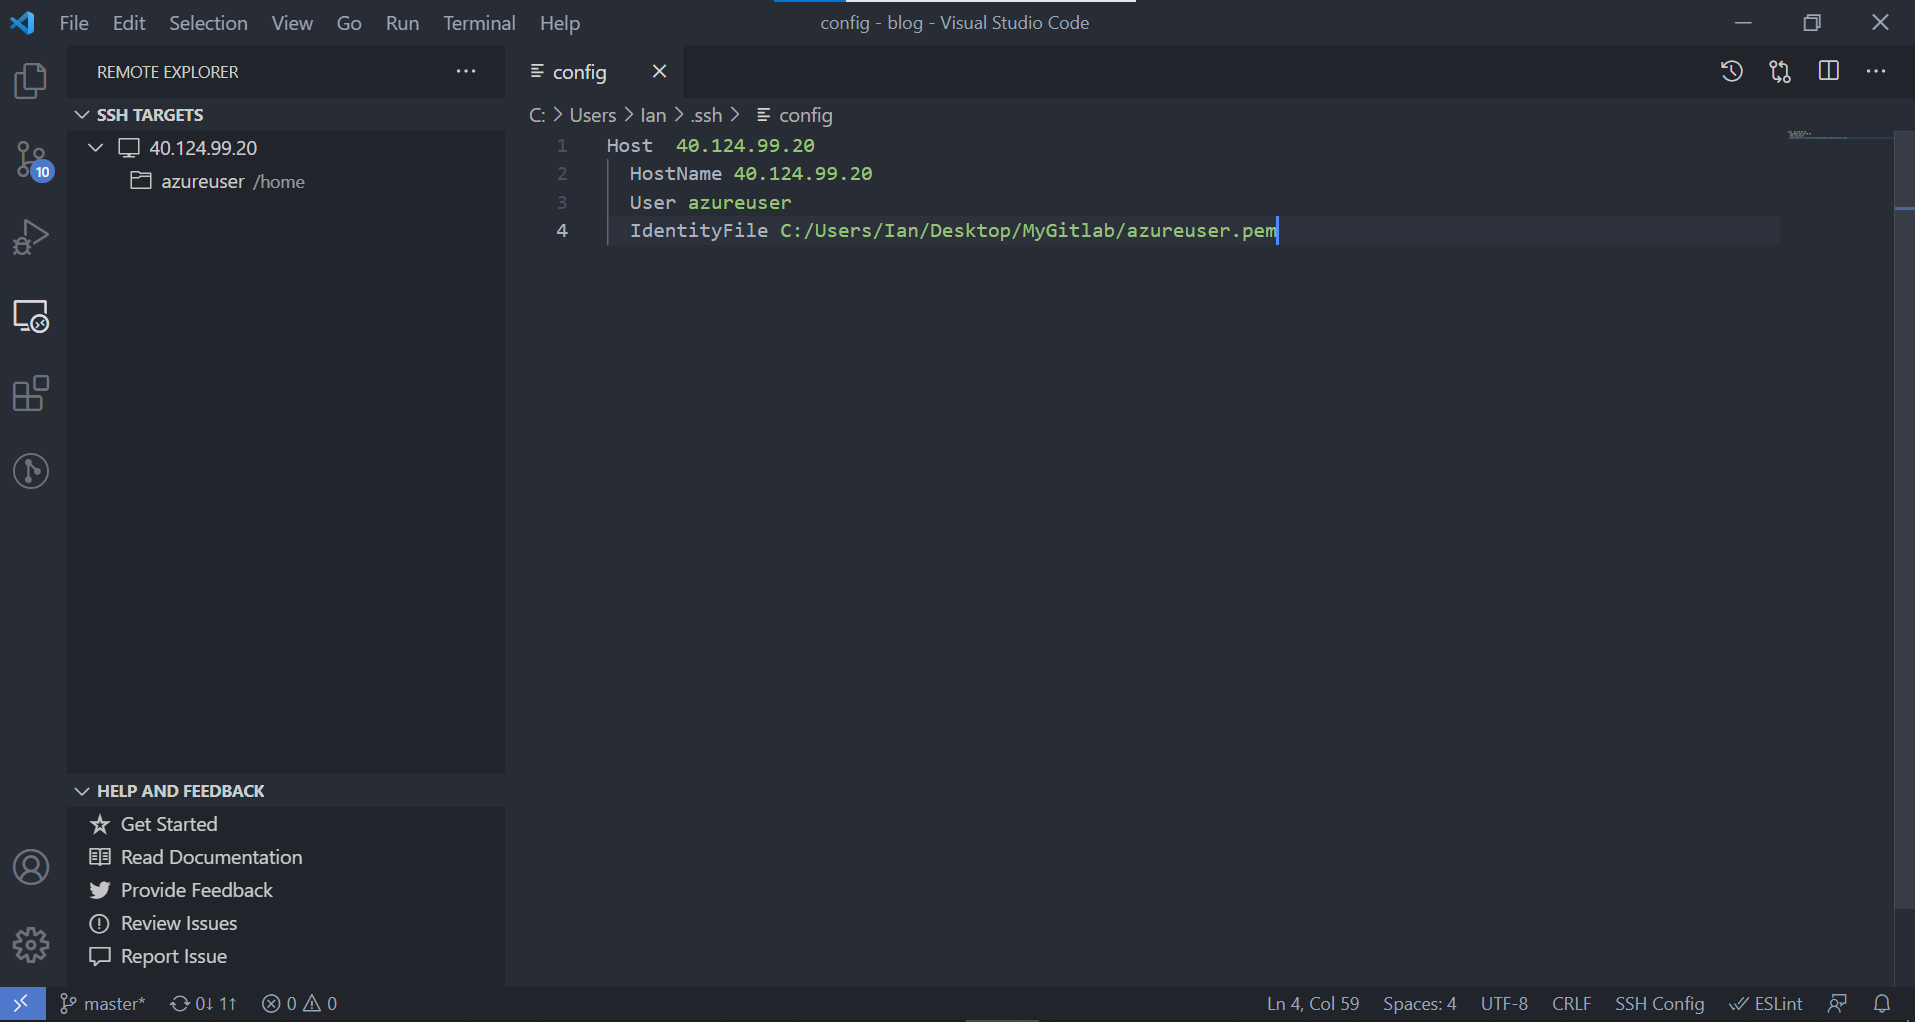 File Edit Selection View Go Run Terminal Help
config - blog - Visual Studio Code
REMOTE EXPLORER
SSH TARGETS
40.124.99.20
azureuser /home
config
C: > Users > Ian > .ssh > config
1 Host  40.124.99.20
2 HostName 40.124.99.20
3 User azureuser
4 IdentityFile C:/Users/Ian/Desktop/MyGitlab/azureuser.pem
10
HELP AND FEEDBACK
Get Started
Read Documentation
Provide Feedback
Review Issues
Report Issue
master* 0↓ 1↑ 0 0
Ln 4, Col 59 Spaces: 4 UTF-8 CRLF SSH Config ESLint